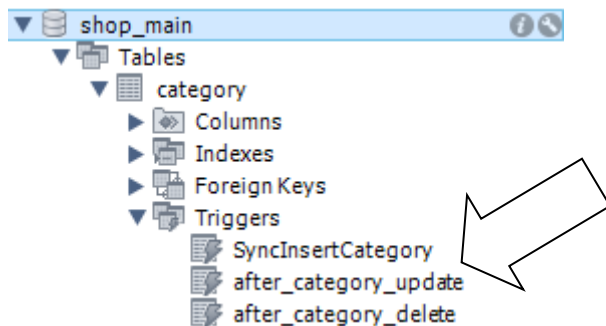 shop_main
Tables
category
Columns
Indexes
Foreign Keys
Triggers
SyncInsertCategory
after_category_update
after_category_delete